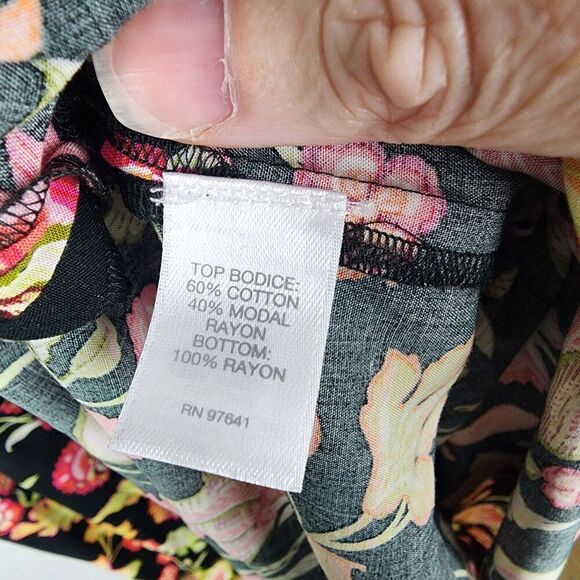 TOP BODICE:
60% COTTON
40% MODAL
RAYON
BOTTOM:
100% RAYON
RN 97641